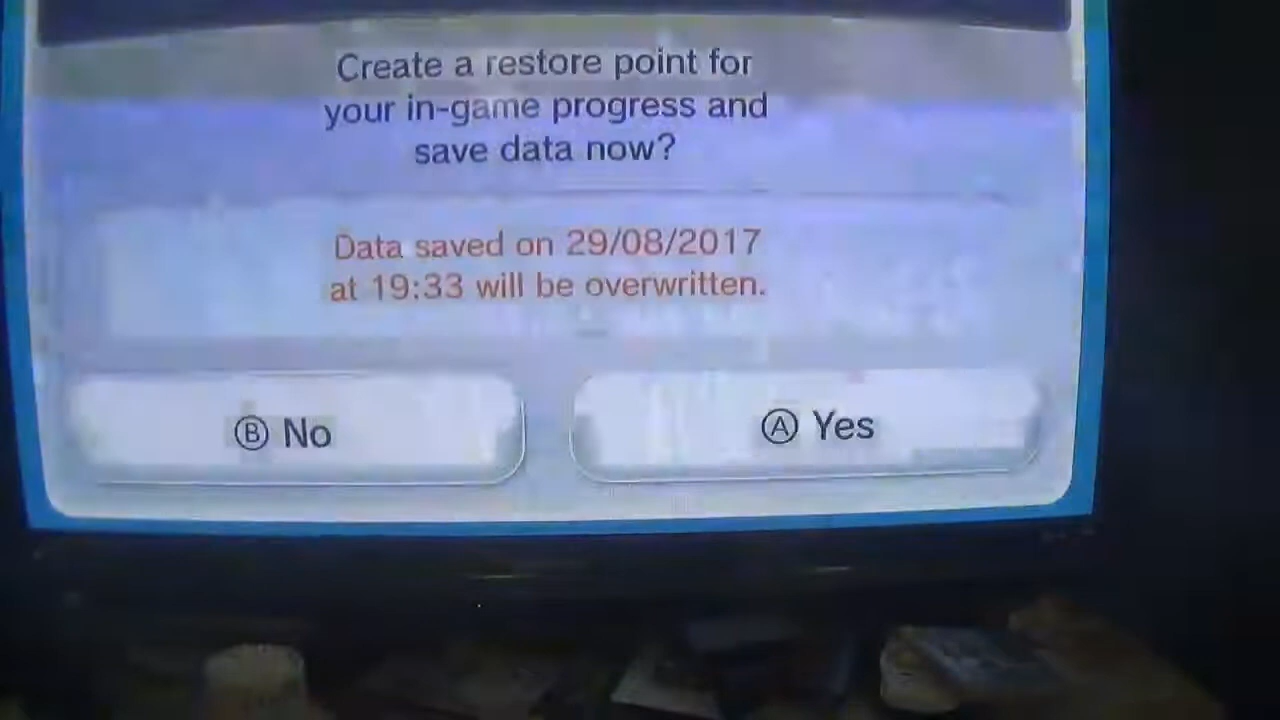 Create a restore point for
your in-game progress and
save data now?
Data saved on 29/08/2017
at 19:33 will be overwritten.
Ⓑ No
Ⓐ Yes